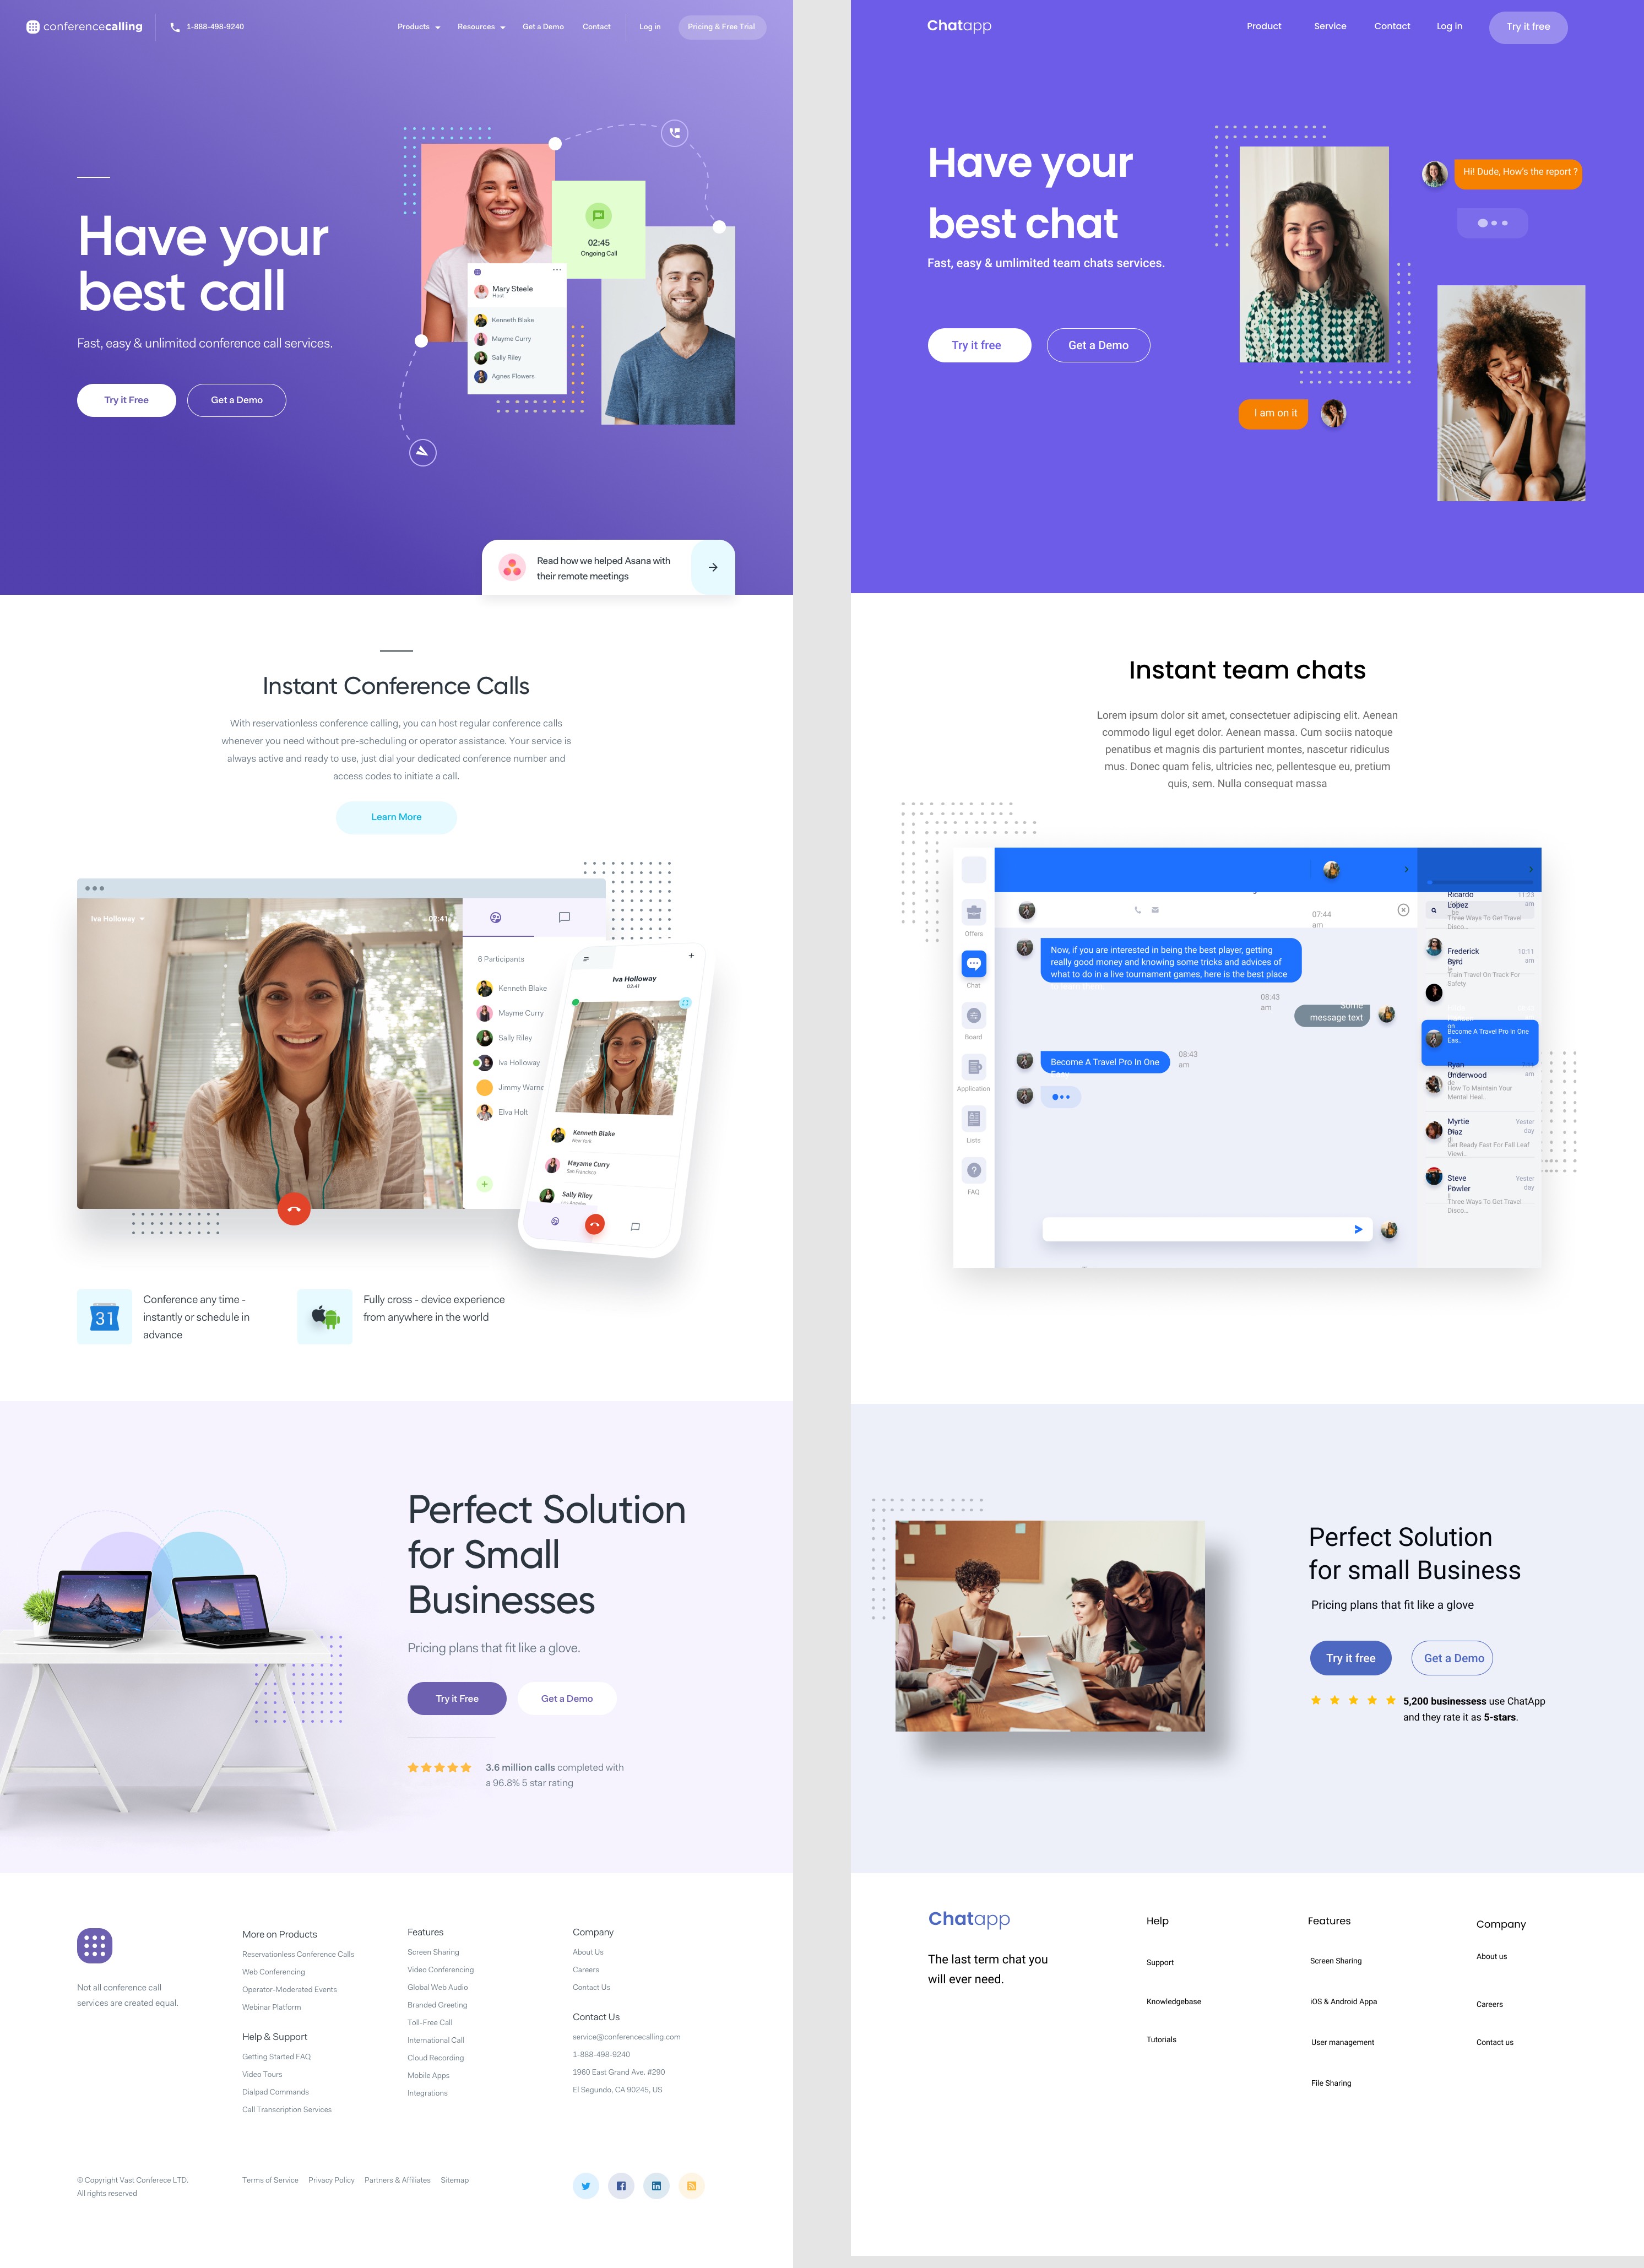 conferencecalling
1-888-498-9240
Products
Resources
Get a Demo
Contact
Log in
Pricing & Free Trial
Have your
best call
Fast, easy & unlimited conference call services.
Try it Free
Get a Demo
02:45
Ongoing Call
Mary Steele
Host
Kenneth Blake
Mayme Curry
Sally Riley
Agnes Flowers
Read how we helped Asana with
their remote meetings
Instant Conference Calls
With reservationless conference calling, you can host regular conference calls
whenever you need without pre-scheduling or operator assistance. Your service is
always active and ready to use, just dial your dedicated conference number and
access codes to initiate a call.
Learn More
Iva Holloway
02:41
6 Participants
Kenneth Blake
Mayme Curry
Sally Riley
Iva Holloway
Jimmy Warne
Elva Holt
Iva Holloway
02:41
Kenneth Blake
New York
Mayame Curry
San Francisco
Sally Riley
Los Angeles
31
Conference any time -
instantly or schedule in
advance
Fully cross - device experience
from anywhere in the world
Perfect Solution
for Small
Businesses
Pricing plans that fit like a glove.
Try it Free
Get a Demo
3.6 million calls completed with
a 96.8% 5 star rating
Not all conference call
services are created equal.
More on Products
Reservationless Conference Calls
Web Conferencing
Operator-Moderated Events
Webinar Platform
Help & Support
Getting Started FAQ
Video Tours
Dialpad Commands
Call Transcription Services
Features
Screen Sharing
Video Conferencing
Global Web Audio
Branded Greeting
Toll-Free Call
International Call
Cloud Recording
Mobile Apps
Integrations
Company
About Us
Careers
Contact Us
Contact Us
service@conferencecalling.com
1-888-498-9240
1960 East Grand Ave. #290
El Segundo, CA 90245, US
© Copyright Vast Conferece LTD.
All rights reserved
Terms of Service
Privacy Policy
Partners & Affiliates
Sitemap
Chatapp
Product
Service
Contact
Log in
Try it free
Have your
best chat
Fast, easy & umlimited team chats services.
Try it free
Get a Demo
Hi! Dude, How's the report ?
I am on it
Instant team chats
Lorem ipsum dolor sit amet, consectetuer adipiscing elit. Aenean
commodo ligul eget dolor. Aenean massa. Cum sociis natoque
penatibus et magnis dis parturient montes, nascetur ridiculus
mus. Donec quam felis, ultricies nec, pellentesque eu, pretium
quis, sem. Nulla consequat massa
Offers
Chat
Board
Application
Lists
FAQ
07:44
am
Now, if you are interested in being the best player, getting
really good money and knowing some tricks and advices of
what to do in a live tournament games, here is the best place
08:43
am
Some
message text
Become A Travel Pro In One
Easy
08:43
am
Ricardo
Lopez
11:23
am
Three Ways To Get Travel
Disco...
Frederick
Byrd
10:11
am
Train Travel On Track For
Safety
Become A Travel Pro In One
Eas..
Ryan
Underwood
am
How To Maintain Your
Mental Heal..
Myrtie
Diaz
Yester
day
Get Ready Fast For Fall Leaf
Viewi..
Steve
Fowler
Yester
day
Three Ways To Get Travel
Disco...
Perfect Solution
for small Business
Pricing plans that fit like a glove
Try it free
Get a Demo
5,200 businessess use ChatApp
and they rate it as 5-stars.
Chatapp
The last term chat you
will ever need.
Help
Support
Knowledgebase
Tutorials
Features
Screen Sharing
iOS & Android Appa
User management
File Sharing
Company
About us
Careers
Contact us